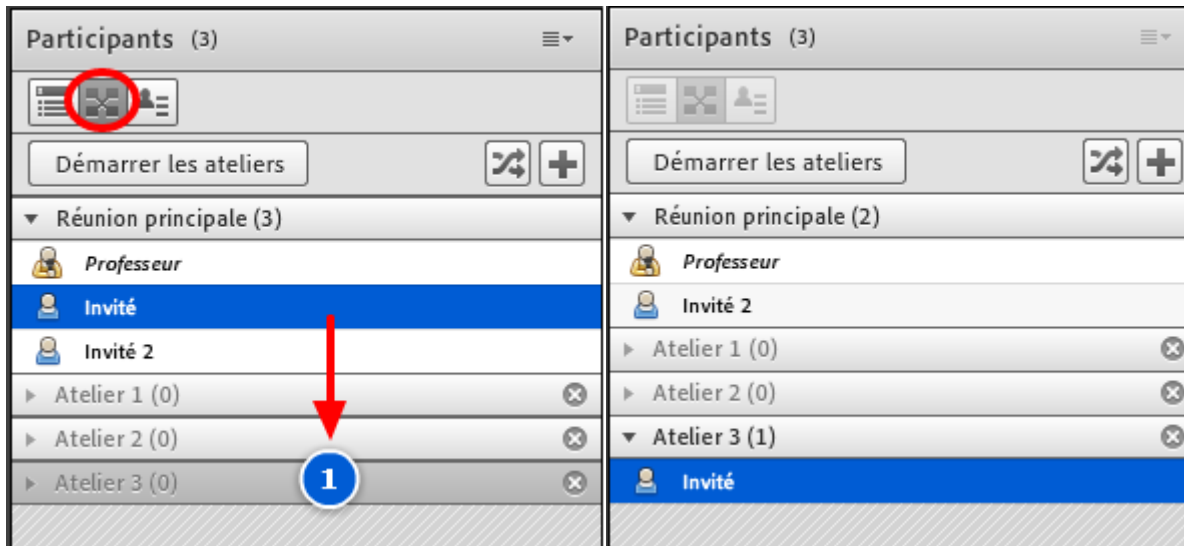 Participants (3)
Démarrer les ateliers
Réunion principale (3)
Professeur
Invité
Invité 2
Atelier 1 (0)
Atelier 2 (0)
Atelier 3 (0)
1
Participants (3)
Démarrer les ateliers
Réunion principale (2)
Professeur
Invité 2
Atelier 1 (0)
Atelier 2 (0)
Atelier 3 (1)
Invité